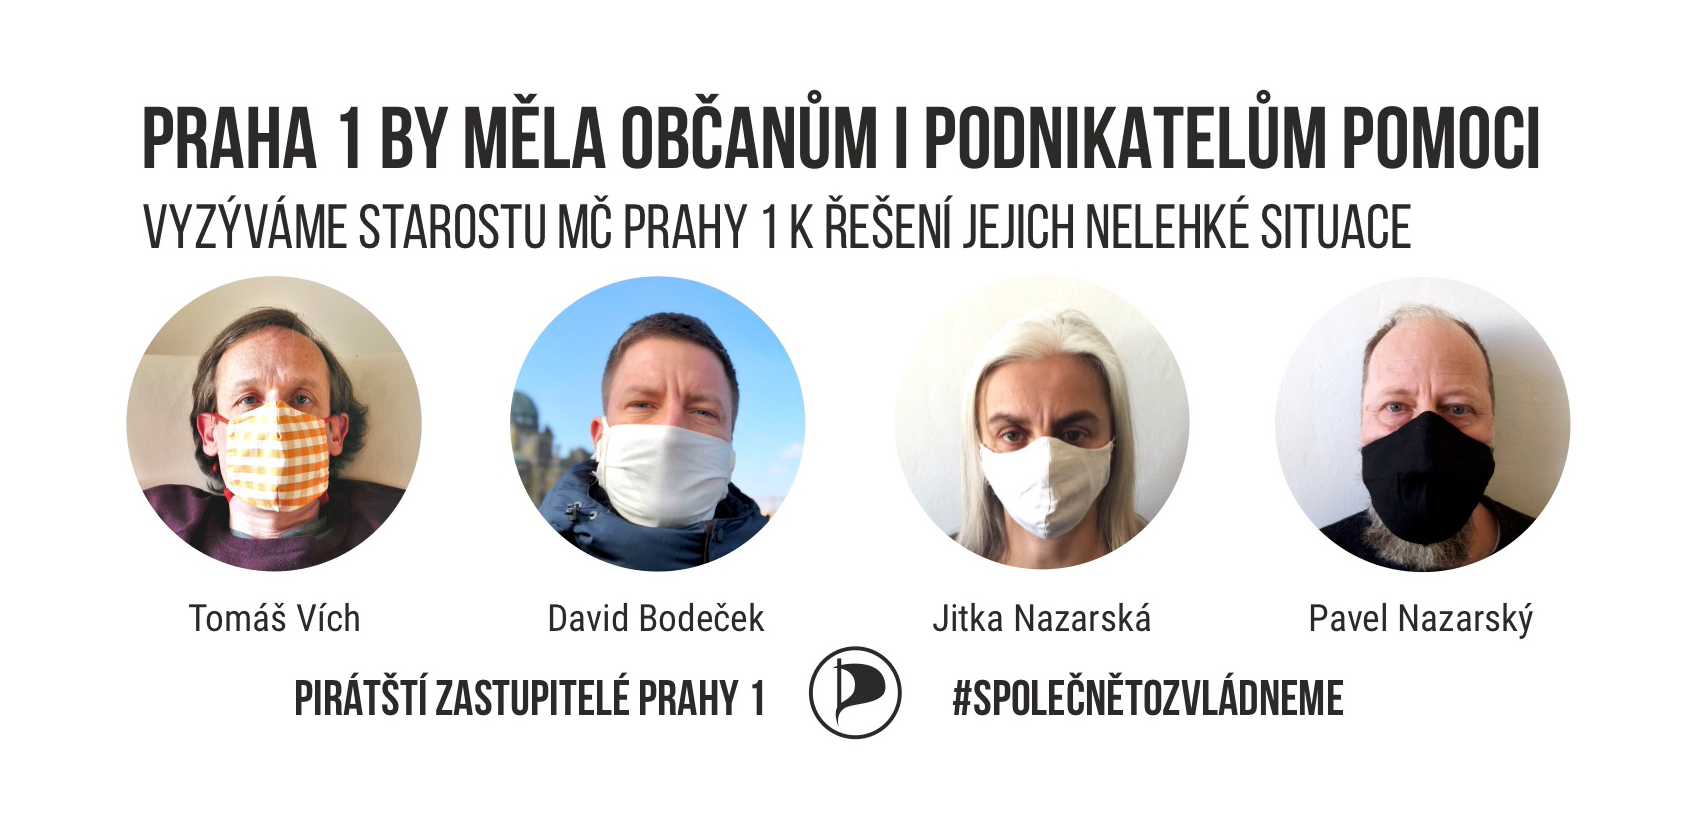 PRAHA 1 BY MĚLA OBČANŮM I PODNIKATELŮM POMOCI
VYZÝVÁME STAROSTU MČ PRAHY 1 K ŘEŠENÍ JEJICH NELEHKÉ SITUACE
Tomáš Vích
David Bodeček
Jitka Nazarská
Pavel Nazarský
PIRÁTŠTÍ ZASTUPITELÉ PRAHY 1
#SPOLEČNĚTOZVLÁDNEME